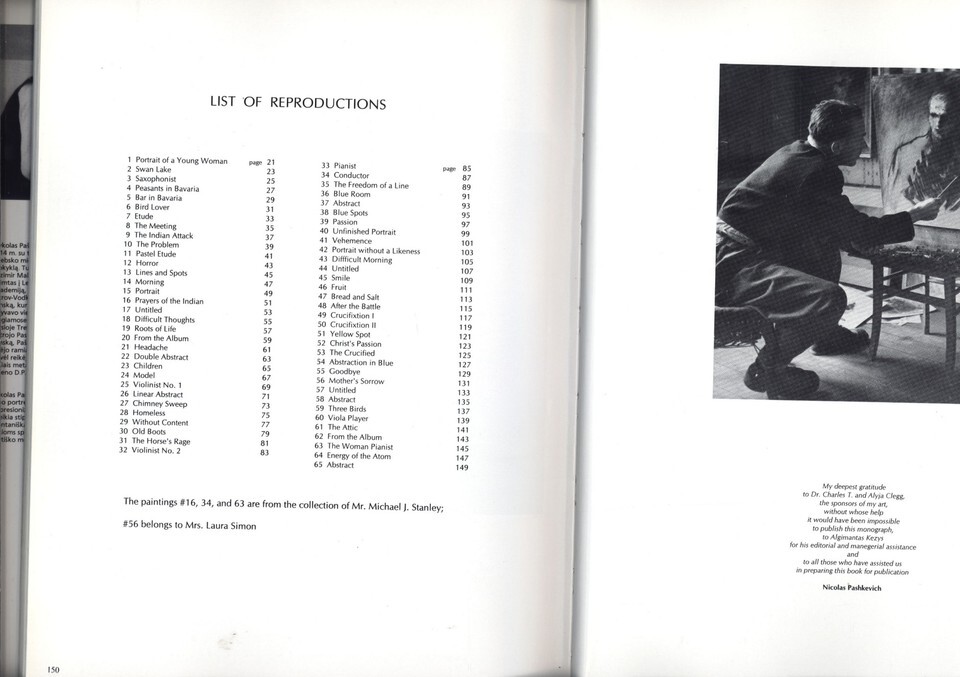 LIST OF REPRODUCTIONS
1 Portrait of a Young Woman page 21
2 Swan Lake 23
3 Saxophonist 25
4 Peasants in Bavaria 27
5 Bar in Bavaria 29
6 Bird Lover 31
7 Etude 33
8 The Meeting 35
9 The Indian Attack 37
10 The Problem 39
11 Pastel Etude 41
12 Horror 43
13 Lines and Spots 45
14 Morning 47
15 Portrait 49
16 Prayers of the Indian 51
17 Untitled 53
18 Difficult Thoughts 55
19 Roots of Life 57
20 From the Album 59
21 Headache 61
22 Double Abstract 63
23 Children 65
24 Model 67
25 Violinist No. 1 69
26 Linear Abstract 71
27 Chimney Sweep 73
28 Homeless 75
29 Without Content 77
30 Old Boots 79
31 The Horse's Rage 81
32 Violinist No. 2 83
33 Pianist page 85
34 Conductor 87
35 The Freedom of a Line 89
36 Blue Room 91
37 Abstract 93
38 Blue Spots 95
39 Passion 97
40 Unfinished Portrait 99
41 Vehemence 101
42 Portrait without a Likeness 103
43 Diffficult Morning 105
44 Untitled 107
45 Smile 109
46 Fruit 111
47 Bread and Salt 113
48 After the Battle 115
49 Crucifixtion I 117
50 Crucifixtion II 119
51 Yellow Spot 121
52 Christ's Passion 123
53 The Crucified 125
54 Abstraction in Blue 127
55 Goodbye 129
56 Mother's Sorrow 131
57 Untitled 133
58 Abstract 135
59 Three Birds 137
60 Viola Player 139
61 The Attic 141
62 From the Album 143
63 The Woman Pianist 145
64 Energy of the Atom 147
65 Abstract 149
The paintings #16, 34, and 63 are from the collection of Mr. Michael J. Stanley;
#56 belongs to Mrs. Laura Simon
150
My deepest gratitude
to Dr. Charles T. and Alyja Clegg,
the sponsors of my art,
without whose help
it would have been impossible
to publish this monograph,
to Algimantas Kezys
for his editorial and manegerial assistance
and
to all those who have assisted us
in preparing this book for publication
Nicolas Pashkevich